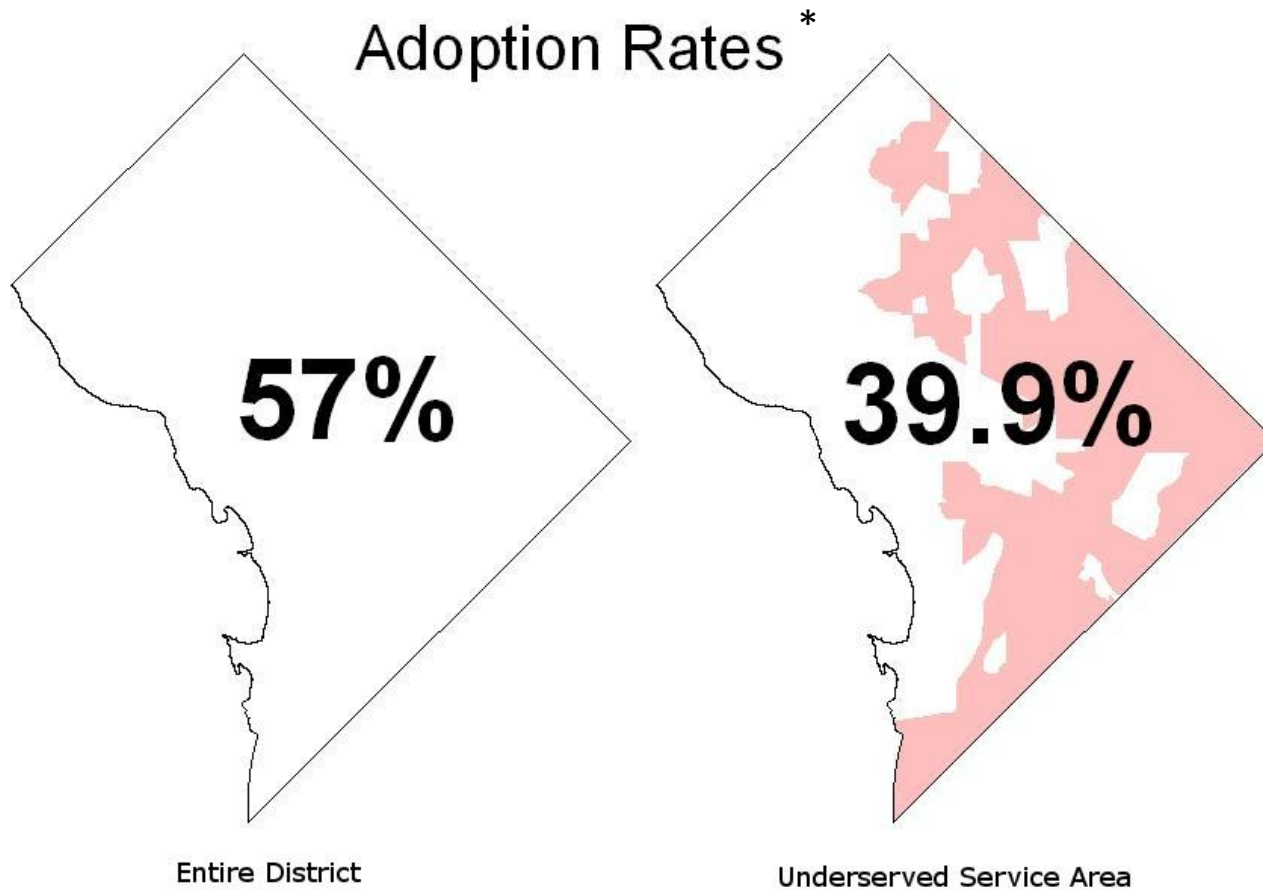 Adoption Rates *
57%
39.9%
Entire District
Underserved Service Area